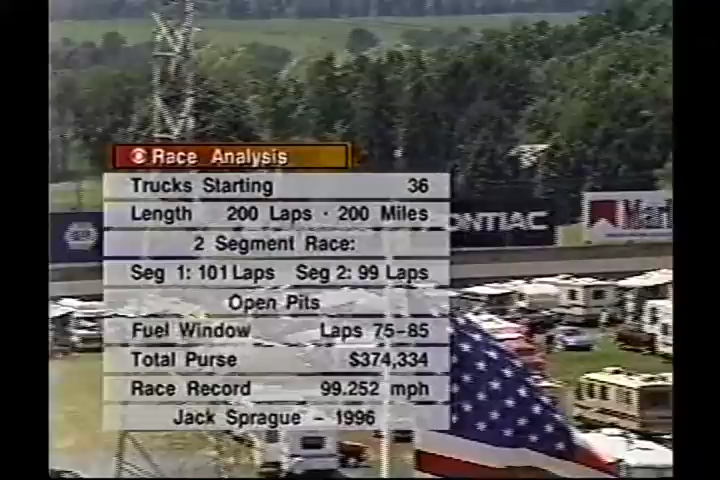 Race Analysis
Trucks Starting 36
Length 200 Laps · 200 Miles
2 Segment Race:
Seg 1: 101 Laps Seg 2: 99 Laps
Open Pits
Fuel Window Laps 75-85
Total Purse $374,334
Race Record 99.252 mph
Jack Sprague - 1996
PONTIAC